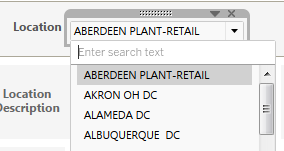 Location
ABERDEEN PLANT-RETAIL
Enter search text
ABERDEEN PLANT-RETAIL
AKRON OH DC
ALAMEDA DC
ALBUQUERQUE  DC
Location
Description